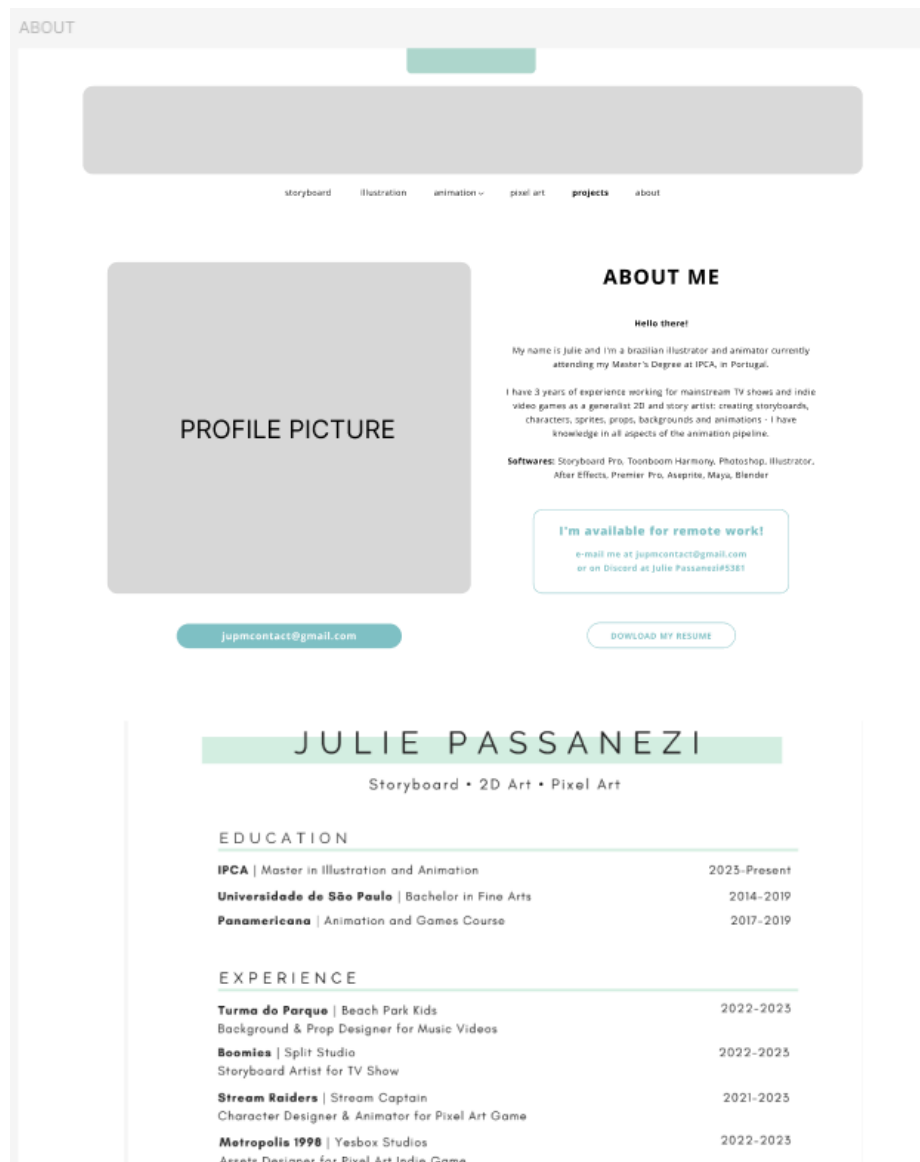 ABOUT
storyboard illustration animation pixel art projects about
PROFILE PICTURE
jupmcontact@gmail.com
ABOUT ME
Hello there!
My name is Julie and I'm a brazilian illustrator and animator currently
attending my Master's Degree at IPCA, in Portugal.
I have 3 years of experience working for mainstream TV shows and indie
video games as a generalist 2D and story artist: creating storyboards,
characters, sprites, props, backgrounds and animations - I have
knowledge in all aspects of the animation pipeline.
Softwares: Storyboard Pro, Toonboom Harmony, Photoshop, Illustrator,
After Effects, Premier Pro, Aseprite, Maya, Blender
I'm available for remote work!
e-mail me at jupmcontact@gmail.com
or on Discord at Julie Passanezi#5381
DOWLOAD MY RESUME
JULIE PASSANEZI
Storyboard • 2D Art • Pixel Art
EDUCATION
IPCA | Master in Illustration and Animation 2023-Present
Universidade de São Paulo | Bachelor in Fine Arts 2014-2019
Panamericana | Animation and Games Course 2017-2019
EXPERIENCE
Turma do Parque | Beach Park Kids 2022-2023
Background & Prop Designer for Music Videos
Boomies | Split Studio 2022-2023
Storyboard Artist for TV Show
Stream Raiders | Stream Captain 2021-2023
Character Designer & Animator for Pixel Art Game
Metropolis 1998 | Yesbox Studios 2022-2023
Assets Designer for Pixel Art Indie Game